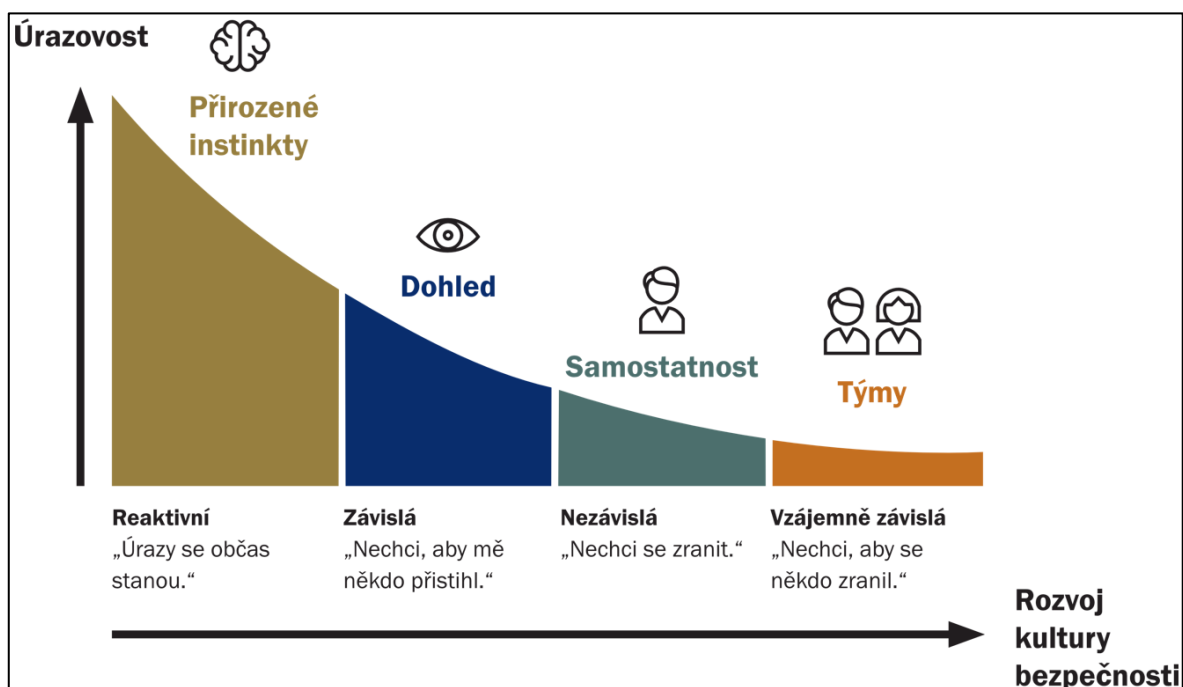 Úrazovost
Přirozené
instinkty
Dohled
Samostatnost
Týmy
Reaktivní
„Úrazy se občas
stanou.“
Závislá
„Nechci, aby mě
někdo přistihl.“
Nezávislá
„Nechci se zranit.“
Vzájemně závislá
„Nechci, aby se
někdo zranil.“
Rozvoj
kultury
bezpečnosti